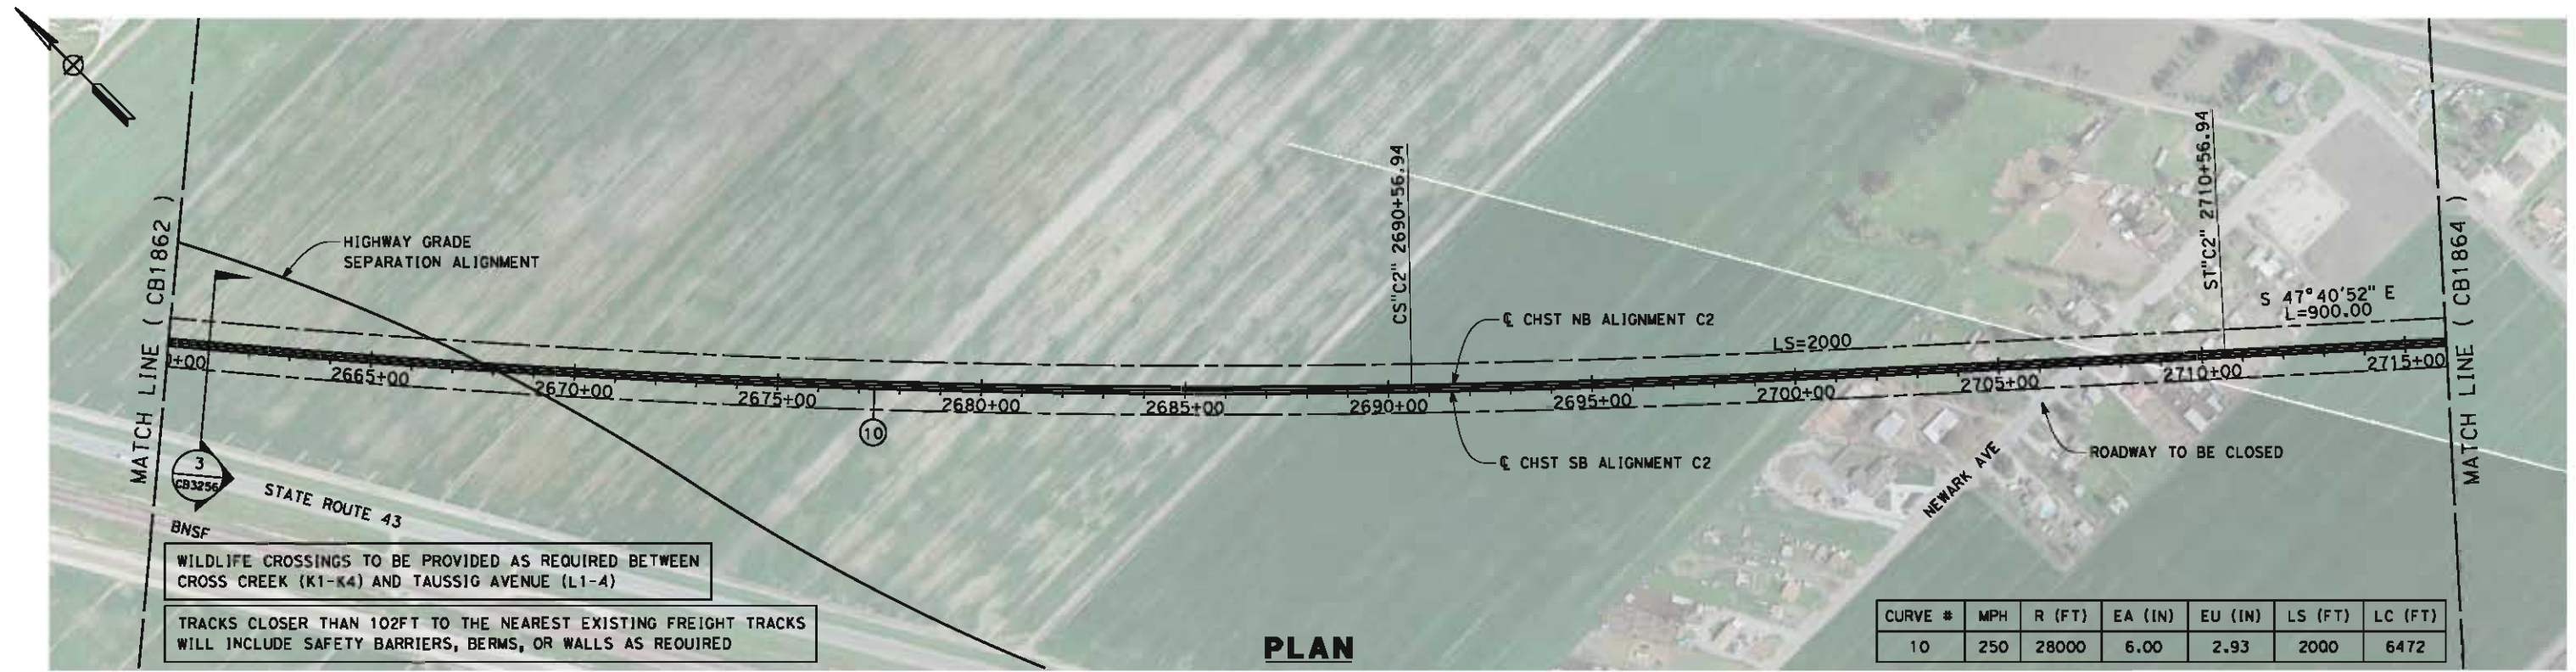 MATCH LINE ( CB1862 )
HIGHWAY GRADE
SEPARATION ALIGNMENT
CS"C2" 2690+56.94
ST"C2" 2710+56.94
S 47°40'52" E
L=900.00
MATCH LINE ( CB1864 )
℄ CHST NB ALIGNMENT C2
LS=2000
0+00
2665+00
2670+00
2675+00
2680+00
2685+00
2690+00
2695+00
2700+00
2705+00
2710+00
2715+00
10
℄ CHST SB ALIGNMENT C2
ROADWAY TO BE CLOSED
NEWARK AVE
3
CB3256
STATE ROUTE 43
BNSF
WILDLIFE CROSSINGS TO BE PROVIDED AS REQUIRED BETWEEN
CROSS CREEK (K1-K4) AND TAUSSIG AVENUE (L1-4)
TRACKS CLOSER THAN 102FT TO THE NEAREST EXISTING FREIGHT TRACKS
WILL INCLUDE SAFETY BARRIERS, BERMS, OR WALLS AS REQUIRED
PLAN
CURVE # MPH R (FT) EA (IN) EU (IN) LS (FT) LC (FT)
10 250 28000 6.00 2.93 2000 6472